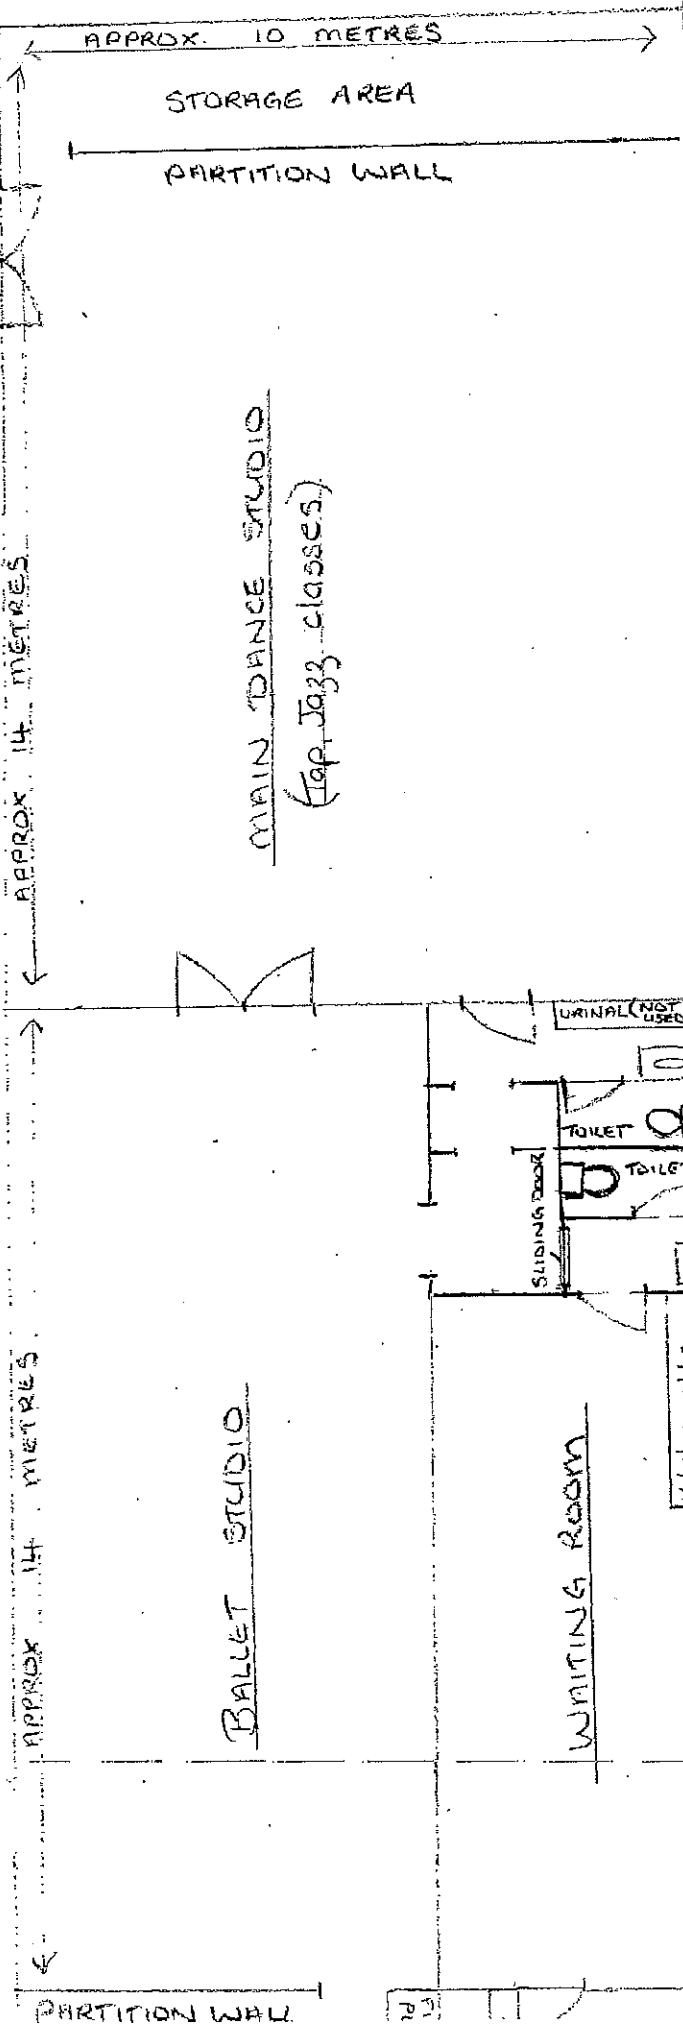 APPROX. 10 METRES
STORAGE AREA
PARTITION WALL
APPROX 14 METRES
MAIN DANCE STUDIO
(Tap, Jazz classes)
URINAL (NOT
USED
TOILET
TOILET
SLIDING DOOR
APPROX 14 METRES
BALLET STUDIO
WAITING ROOM
PARTITION WALL